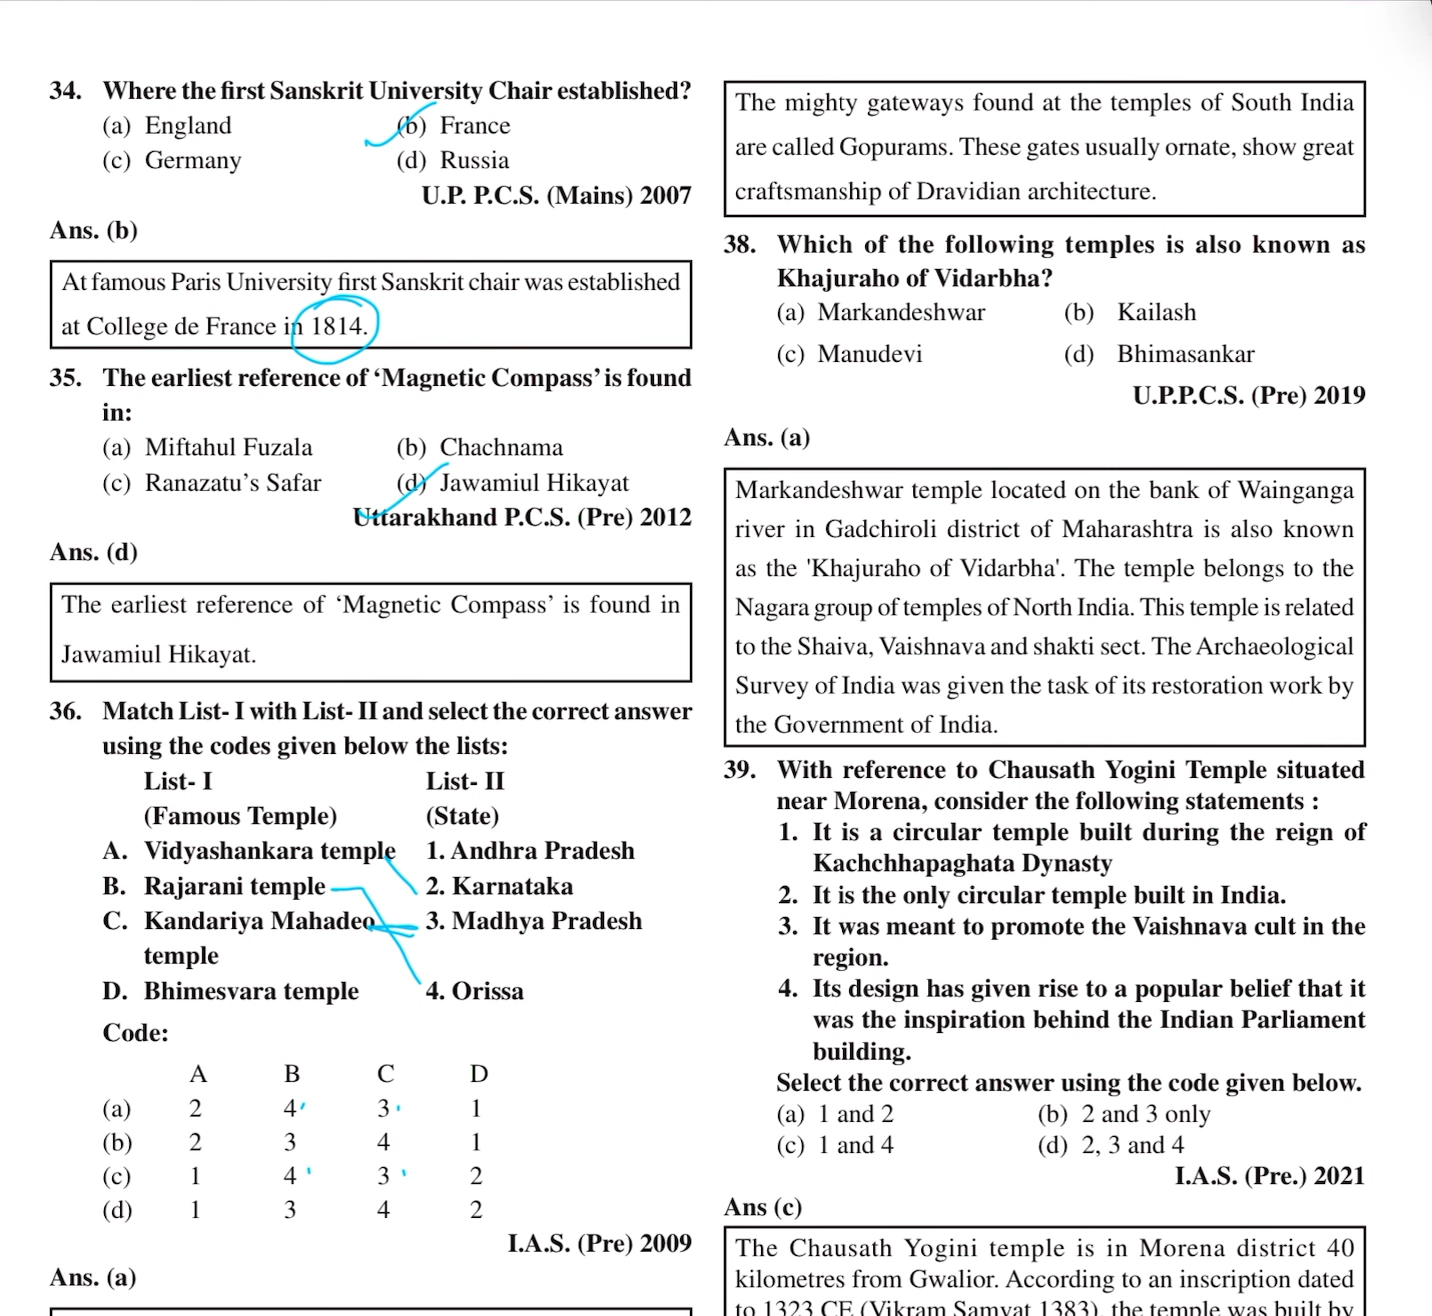 34. Where the first Sanskrit University Chair established?
(a) England (b) France
(c) Germany (d) Russia
U.P. P.C.S. (Mains) 2007
Ans. (b)
At famous Paris University first Sanskrit chair was established
at College de France in 1814.
35. The earliest reference of ‘Magnetic Compass’ is found
in:
(a) Miftahul Fuzala (b) Chachnama
(c) Ranazatu’s Safar (d) Jawamiul Hikayat
Uttarakhand P.C.S. (Pre) 2012
Ans. (d)
The earliest reference of ‘Magnetic Compass’ is found in
Jawamiul Hikayat.
36. Match List- I with List- II and select the correct answer
using the codes given below the lists:
List- I List- II
(Famous Temple) (State)
A. Vidyashankara temple 1. Andhra Pradesh
B. Rajarani temple 2. Karnataka
C. Kandariya Mahadeo 3. Madhya Pradesh
temple
D. Bhimesvara temple 4. Orissa
Code:
A B C D
(a) 2 4 3 1
(b) 2 3 4 1
(c) 1 4 3 2
(d) 1 3 4 2
I.A.S. (Pre) 2009
Ans. (a)
The mighty gateways found at the temples of South India
are called Gopurams. These gates usually ornate, show great
craftsmanship of Dravidian architecture.
38. Which of the following temples is also known as
Khajuraho of Vidarbha?
(a) Markandeshwar (b) Kailash
(c) Manudevi (d) Bhimasankar
U.P.P.C.S. (Pre) 2019
Ans. (a)
Markandeshwar temple located on the bank of Wainganga
river in Gadchiroli district of Maharashtra is also known
as the 'Khajuraho of Vidarbha'. The temple belongs to the
Nagara group of temples of North India. This temple is related
to the Shaiva, Vaishnava and shakti sect. The Archaeological
Survey of India was given the task of its restoration work by
the Government of India.
39. With reference to Chausath Yogini Temple situated
near Morena, consider the following statements :
1. It is a circular temple built during the reign of
Kachchhapaghata Dynasty
2. It is the only circular temple built in India.
3. It was meant to promote the Vaishnava cult in the
region.
4. Its design has given rise to a popular belief that it
was the inspiration behind the Indian Parliament
building.
Select the correct answer using the code given below.
(a) 1 and 2 (b) 2 and 3 only
(c) 1 and 4 (d) 2, 3 and 4
I.A.S. (Pre.) 2021
Ans (c)
The Chausath Yogini temple is in Morena district 40
kilometres from Gwalior. According to an inscription dated
to 1323 CE (Vikram Samvat 1383), the temple was built by